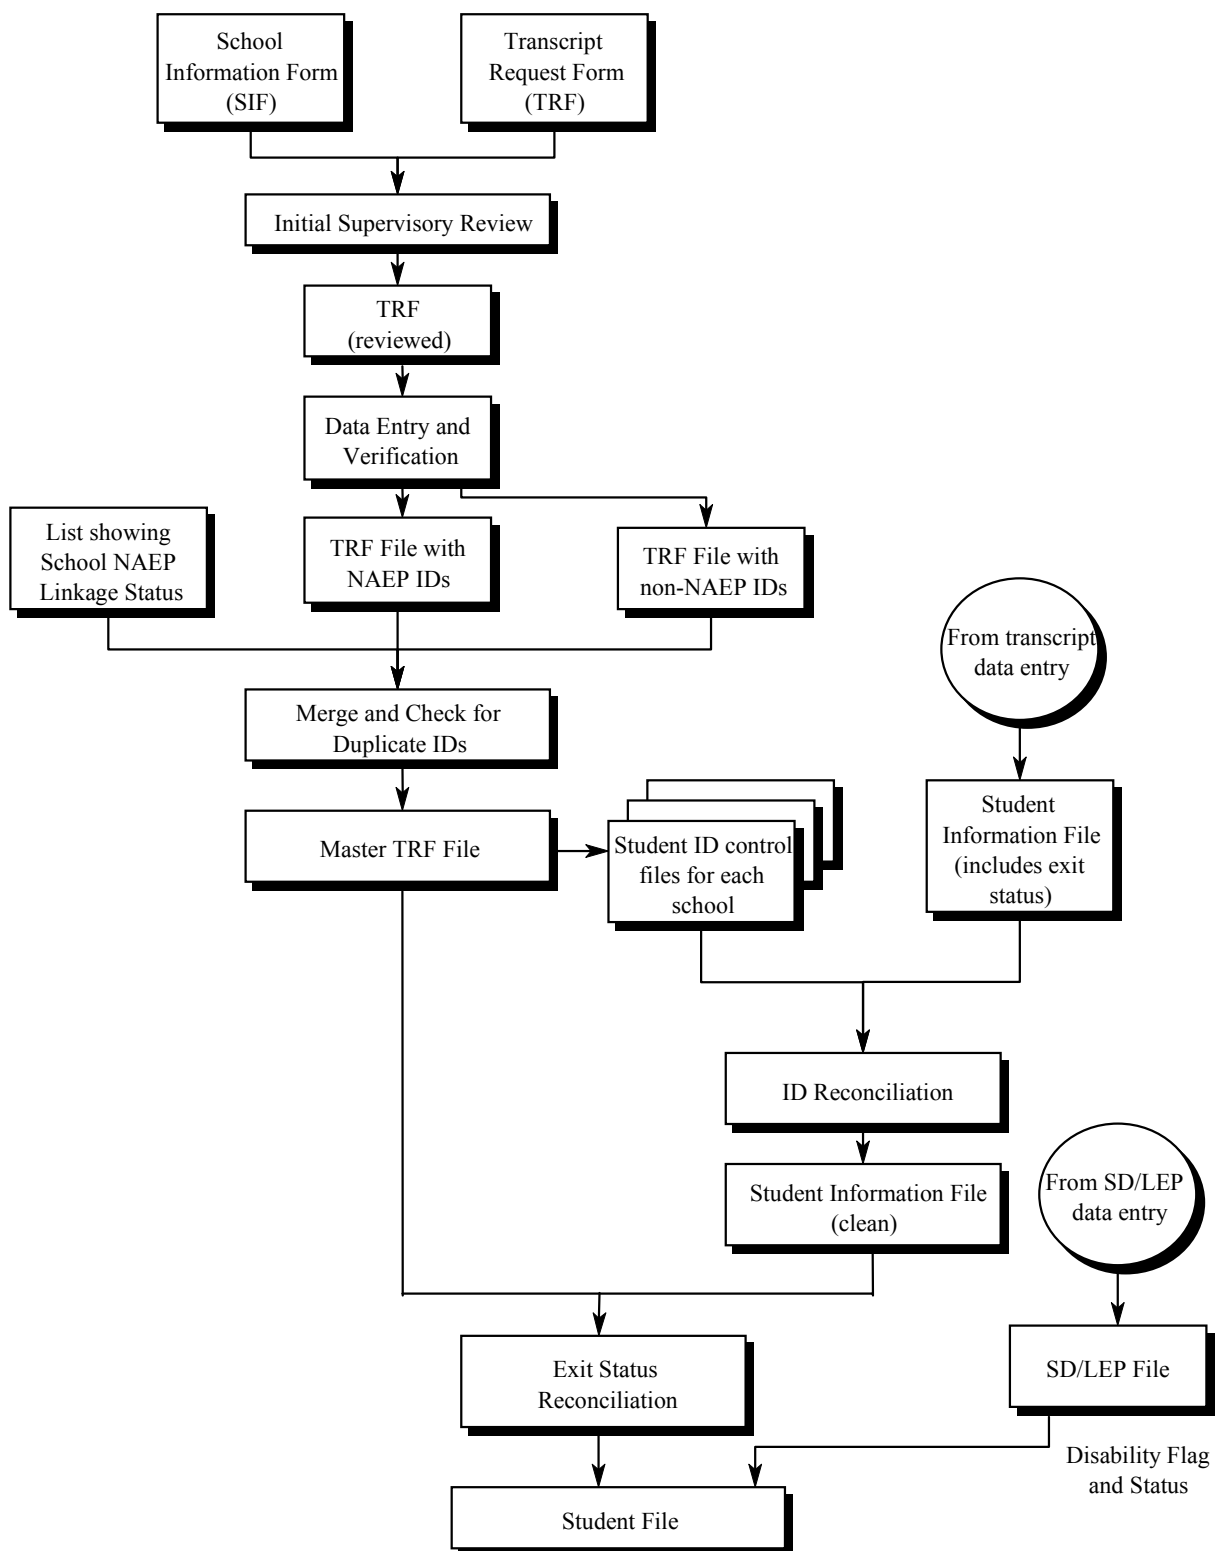 School
Information Form
(SIF)
Transcript
Request Form
(TRF)
Initial Supervisory Review
TRF
(reviewed)
Data Entry and
Verification
List showing
School NAEP
Linkage Status
TRF File with
NAEP IDs
TRF File with
non-NAEP IDs
From transcript
data entry
Merge and Check for
Duplicate IDs
Master TRF File
Student ID control
files for each
school
Student
Information File
(includes exit
status)
ID Reconciliation
Student Information File
(clean)
From SD/LEP
data entry
Exit Status
Reconciliation
SD/LEP File
Disability Flag
and Status
Student File